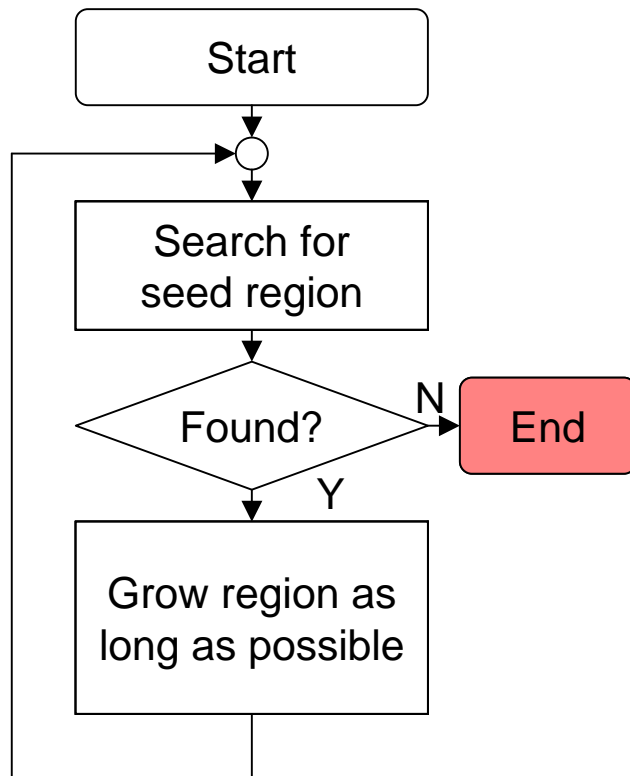 Start
Search for
seed region
Found?
N
End
Y
Grow region as
long as possible